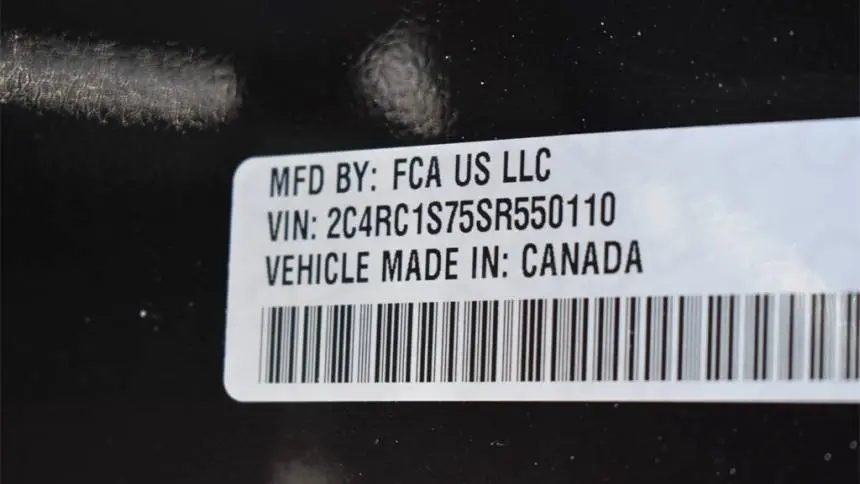 MFD BY: FCA US LLC
VIN: 2C4RC1S75SR550110
VEHICLE MADE IN: CANADA